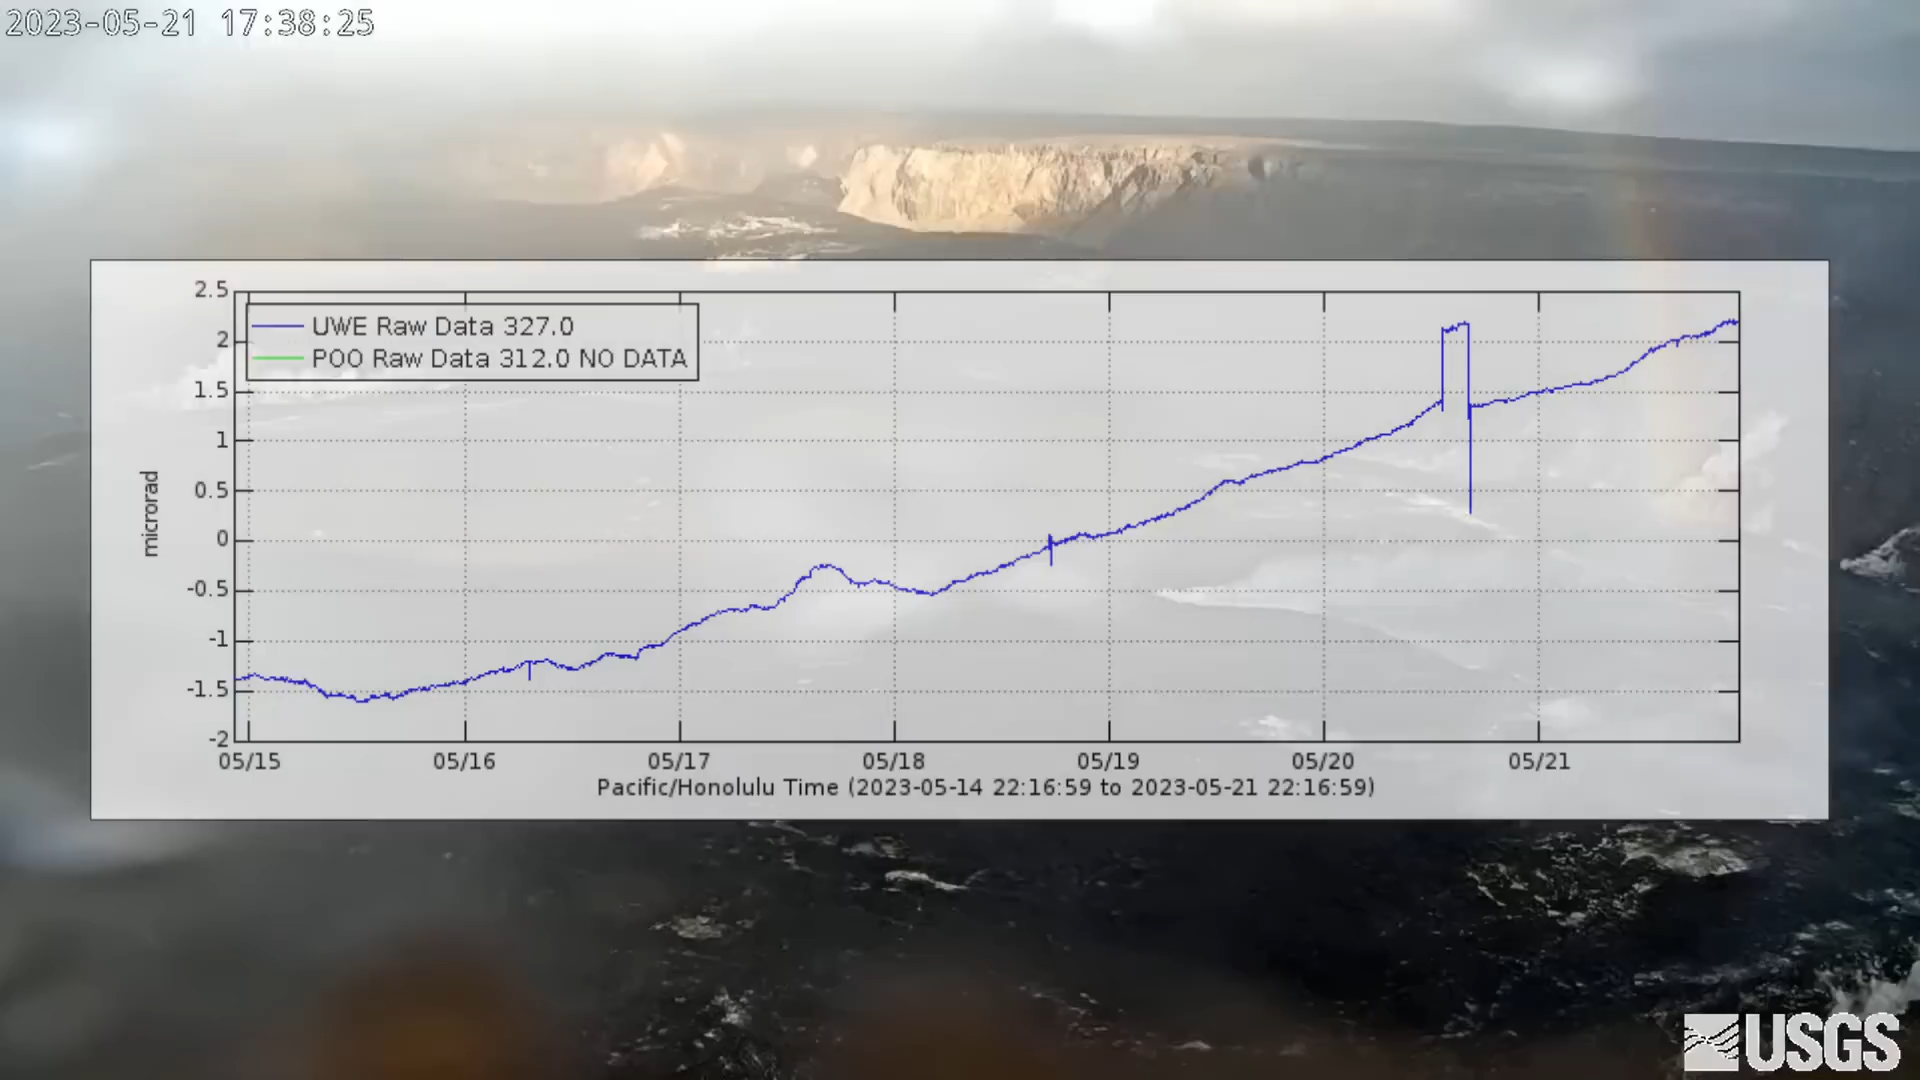 2023-05-21 17:38:25
2.5
2
1.5
1
0.5
0
-0.5
-1
-1.5
-2
microrad
UWE Raw Data 327.0
POO Raw Data 312.0 NO DATA
05/15 05/16 05/17 05/18 05/19 05/20 05/21
Pacific/Honolulu Time (2023-05-14 22:16:59 to 2023-05-21 22:16:59)
USGS